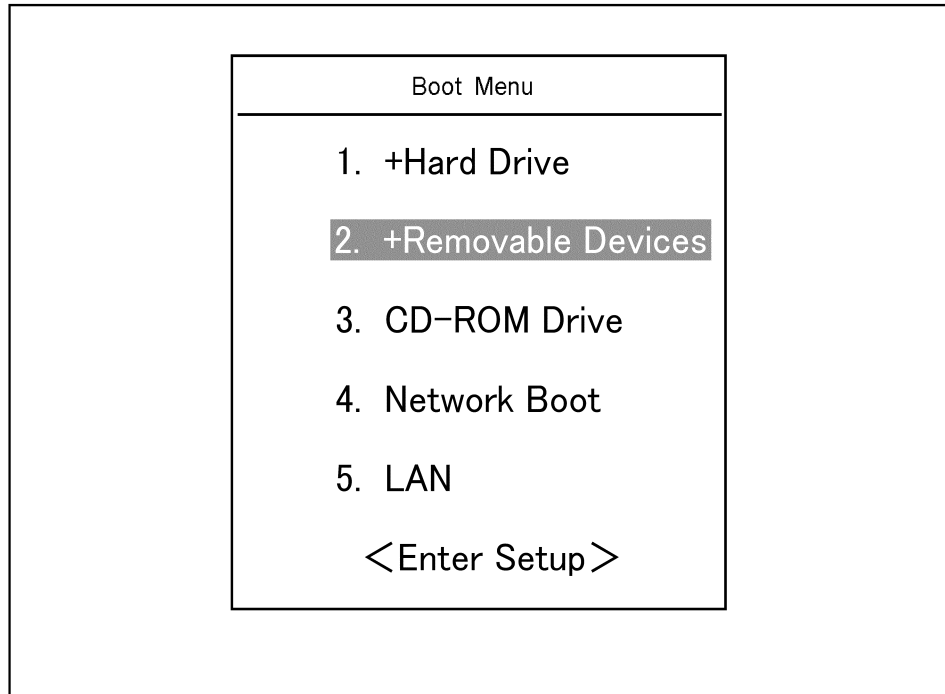 Boot Menu
1. +Hard Drive
2. +Removable Devices
3. CD-ROM Drive
4. Network Boot
5. LAN
<Enter Setup>